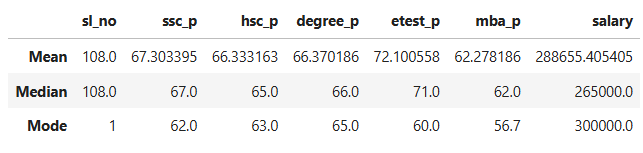 sl_no ssc_p hsc_p degree_p etest_p mba_p salary
Mean 108.0 67.303395 66.333163 66.370186 72.100558 62.278186 288655.405405
Median 108.0 67.0 65.0 66.0 71.0 62.0 265000.0
Mode 1 62.0 63.0 65.0 60.0 56.7 300000.0